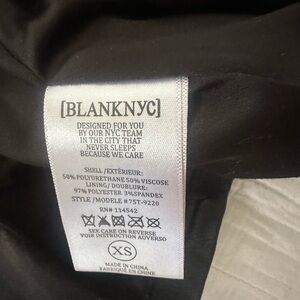 [BLANKNYC]
DESIGNED FOR YOU
BY OUR NYC TEAM
IN THE CITY THAT
NEVER SLEEPS
BECAUSE WE CARE
SHELL/EXTÉRIEUR:
50%POLYURETHANE 50%VISCOSE
LINING/DOUBLURE:
97%POLYESTER 3%SPANDEX
STYLE/MODELE #75T-9220
RN# 114542
SEE CARE ON REVERSE
VOIR INSTRUCTION AUVERSO
XS
MADE IN CHINA
FABRIQUÉ EN CHINE